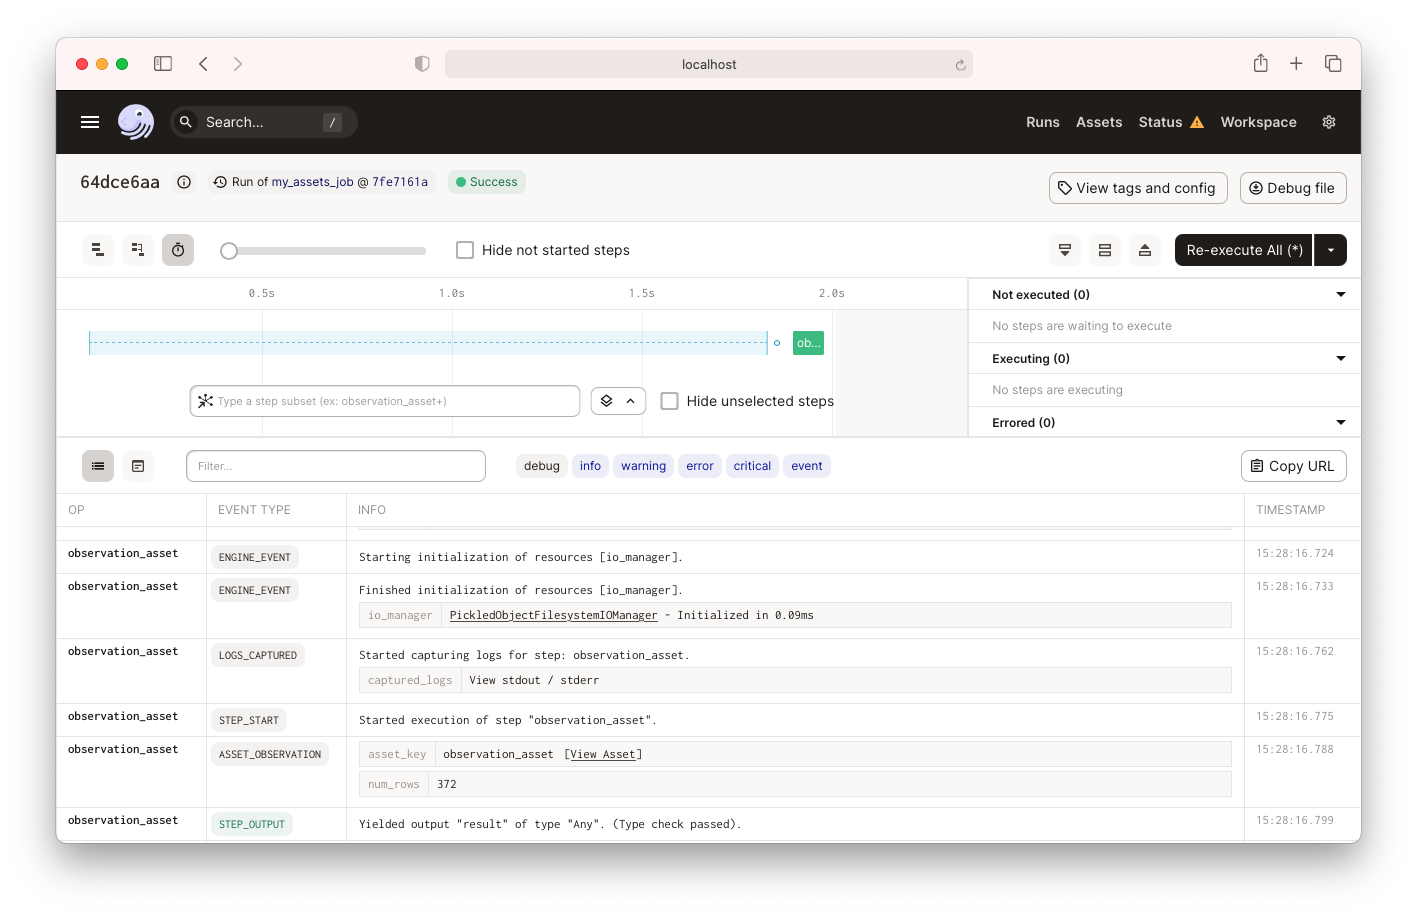 localhost
Search... /
Runs Assets Status Workspace
64dce6aa Run of my_assets_job @ 7fe7161a Success
View tags and config Debug file
Hide not started steps
Re-execute All (*)
0.5s 1.0s 1.5s 2.0s
Not executed (0)
No steps are waiting to execute
ob...
Executing (0)
No steps are executing
Type a step subset (ex: observation_asset+) Hide unselected steps
Errored (0)
Filter... debug info warning error critical event Copy URL
OP EVENT TYPE INFO TIMESTAMP
observation_asset ENGINE_EVENT Starting initialization of resources [io_manager]. 15:28:16.724
observation_asset ENGINE_EVENT Finished initialization of resources [io_manager]. 15:28:16.733
io_manager PickledObjectFilesystemIOManager - Initialized in 0.09ms
observation_asset LOGS_CAPTURED Started capturing logs for step: observation_asset. 15:28:16.762
captured_logs View stdout / stderr
observation_asset STEP_START Started execution of step "observation_asset". 15:28:16.775
observation_asset ASSET_OBSERVATION asset_key observation_asset [View Asset] 15:28:16.788
num_rows 372
observation_asset STEP_OUTPUT Yielded output "result" of type "Any". (Type check passed). 15:28:16.799